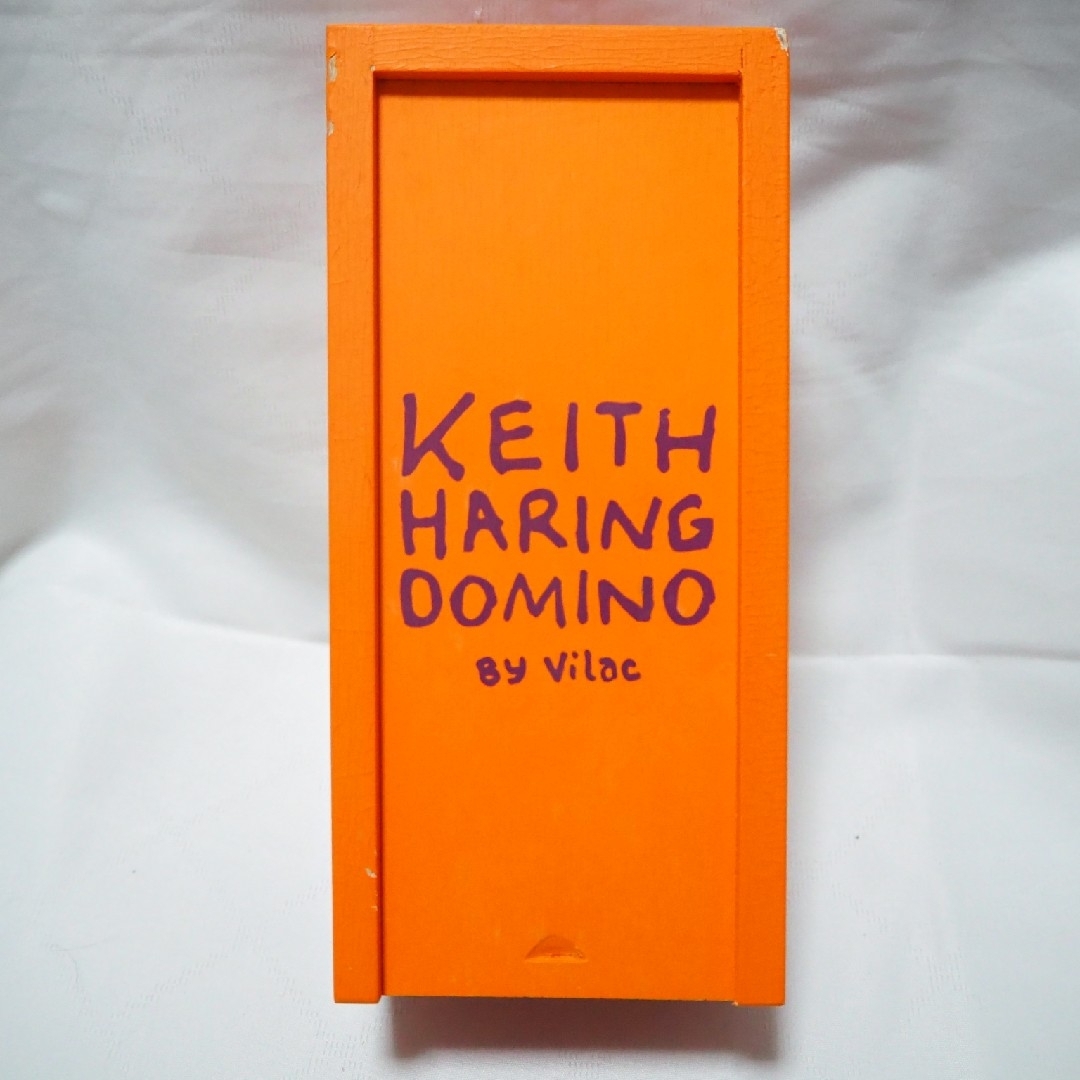 KEITH
HARING
DOMINO
BY Vilac